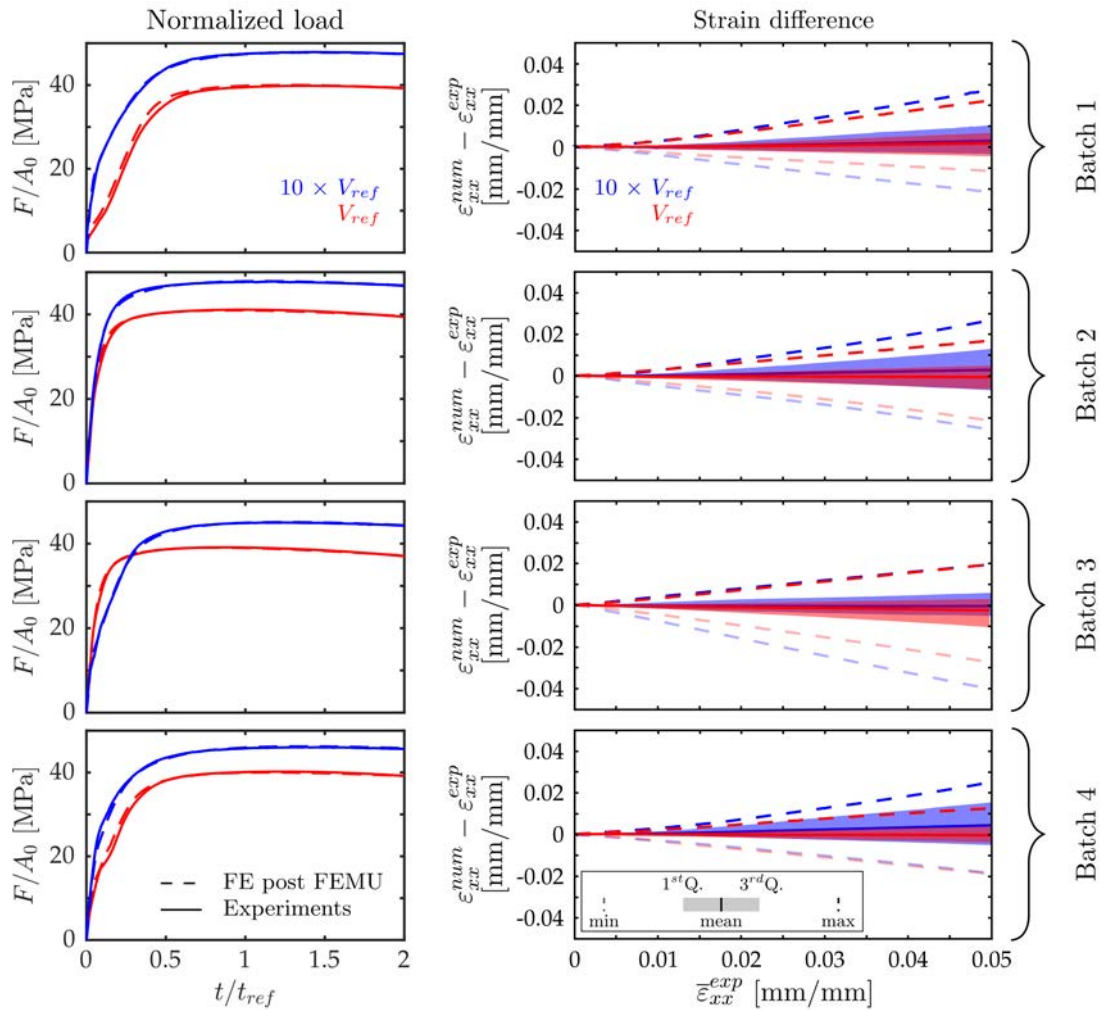 Normalized load
Strain difference
F/A₀ [MPa]
40
20
0
10 × V_ref
V_ref
ε_xx^num − ε_xx^exp
[mm/mm]
0.04
0.02
0
-0.02
-0.04
10 × V_ref
V_ref
Batch 1
F/A₀ [MPa]
40
20
0
ε_xx^num − ε_xx^exp
[mm/mm]
0.04
0.02
0
-0.02
-0.04
Batch 2
F/A₀ [MPa]
40
20
0
ε_xx^num − ε_xx^exp
[mm/mm]
0.04
0.02
0
-0.02
-0.04
Batch 3
F/A₀ [MPa]
40
20
0
FE post FEMU
Experiments
0 0.5 1 1.5 2
t/t_ref
ε_xx^num − ε_xx^exp
[mm/mm]
0.04
0.02
0
-0.02
-0.04
1ˢᵗQ. 3ʳᵈQ.
min mean max
0 0.01 0.02 0.03 0.04 0.05
ε̅_xx^exp [mm/mm]
Batch 4